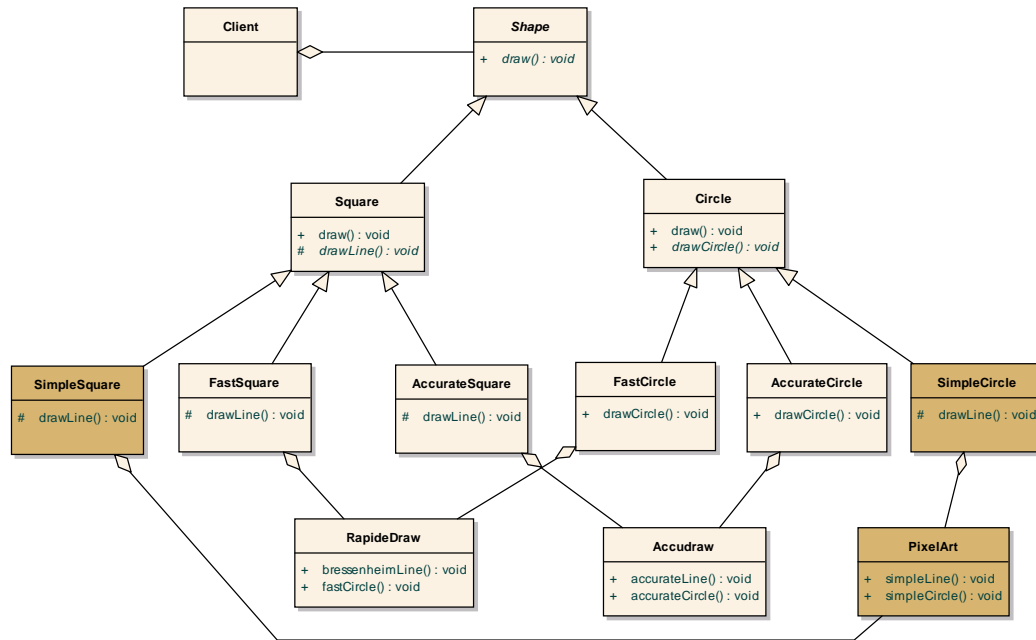 Client
Shape
+ draw() : void
Square
+ draw() : void
# drawLine() : void
Circle
+ draw() : void
+ drawCircle() : void
SimpleSquare
# drawLine() : void
FastSquare
# drawLine() : void
AccurateSquare
# drawLine() : void
FastCircle
+ drawCircle() : void
AccurateCircle
+ drawCircle() : void
SimpleCircle
# drawLine() : void
RapideDraw
+ bressenheimLine() : void
+ fastCircle() : void
Accudraw
+ accurateLine() : void
+ accurateCircle() : void
PixelArt
+ simpleLine() : void
+ simpleCircle() : void